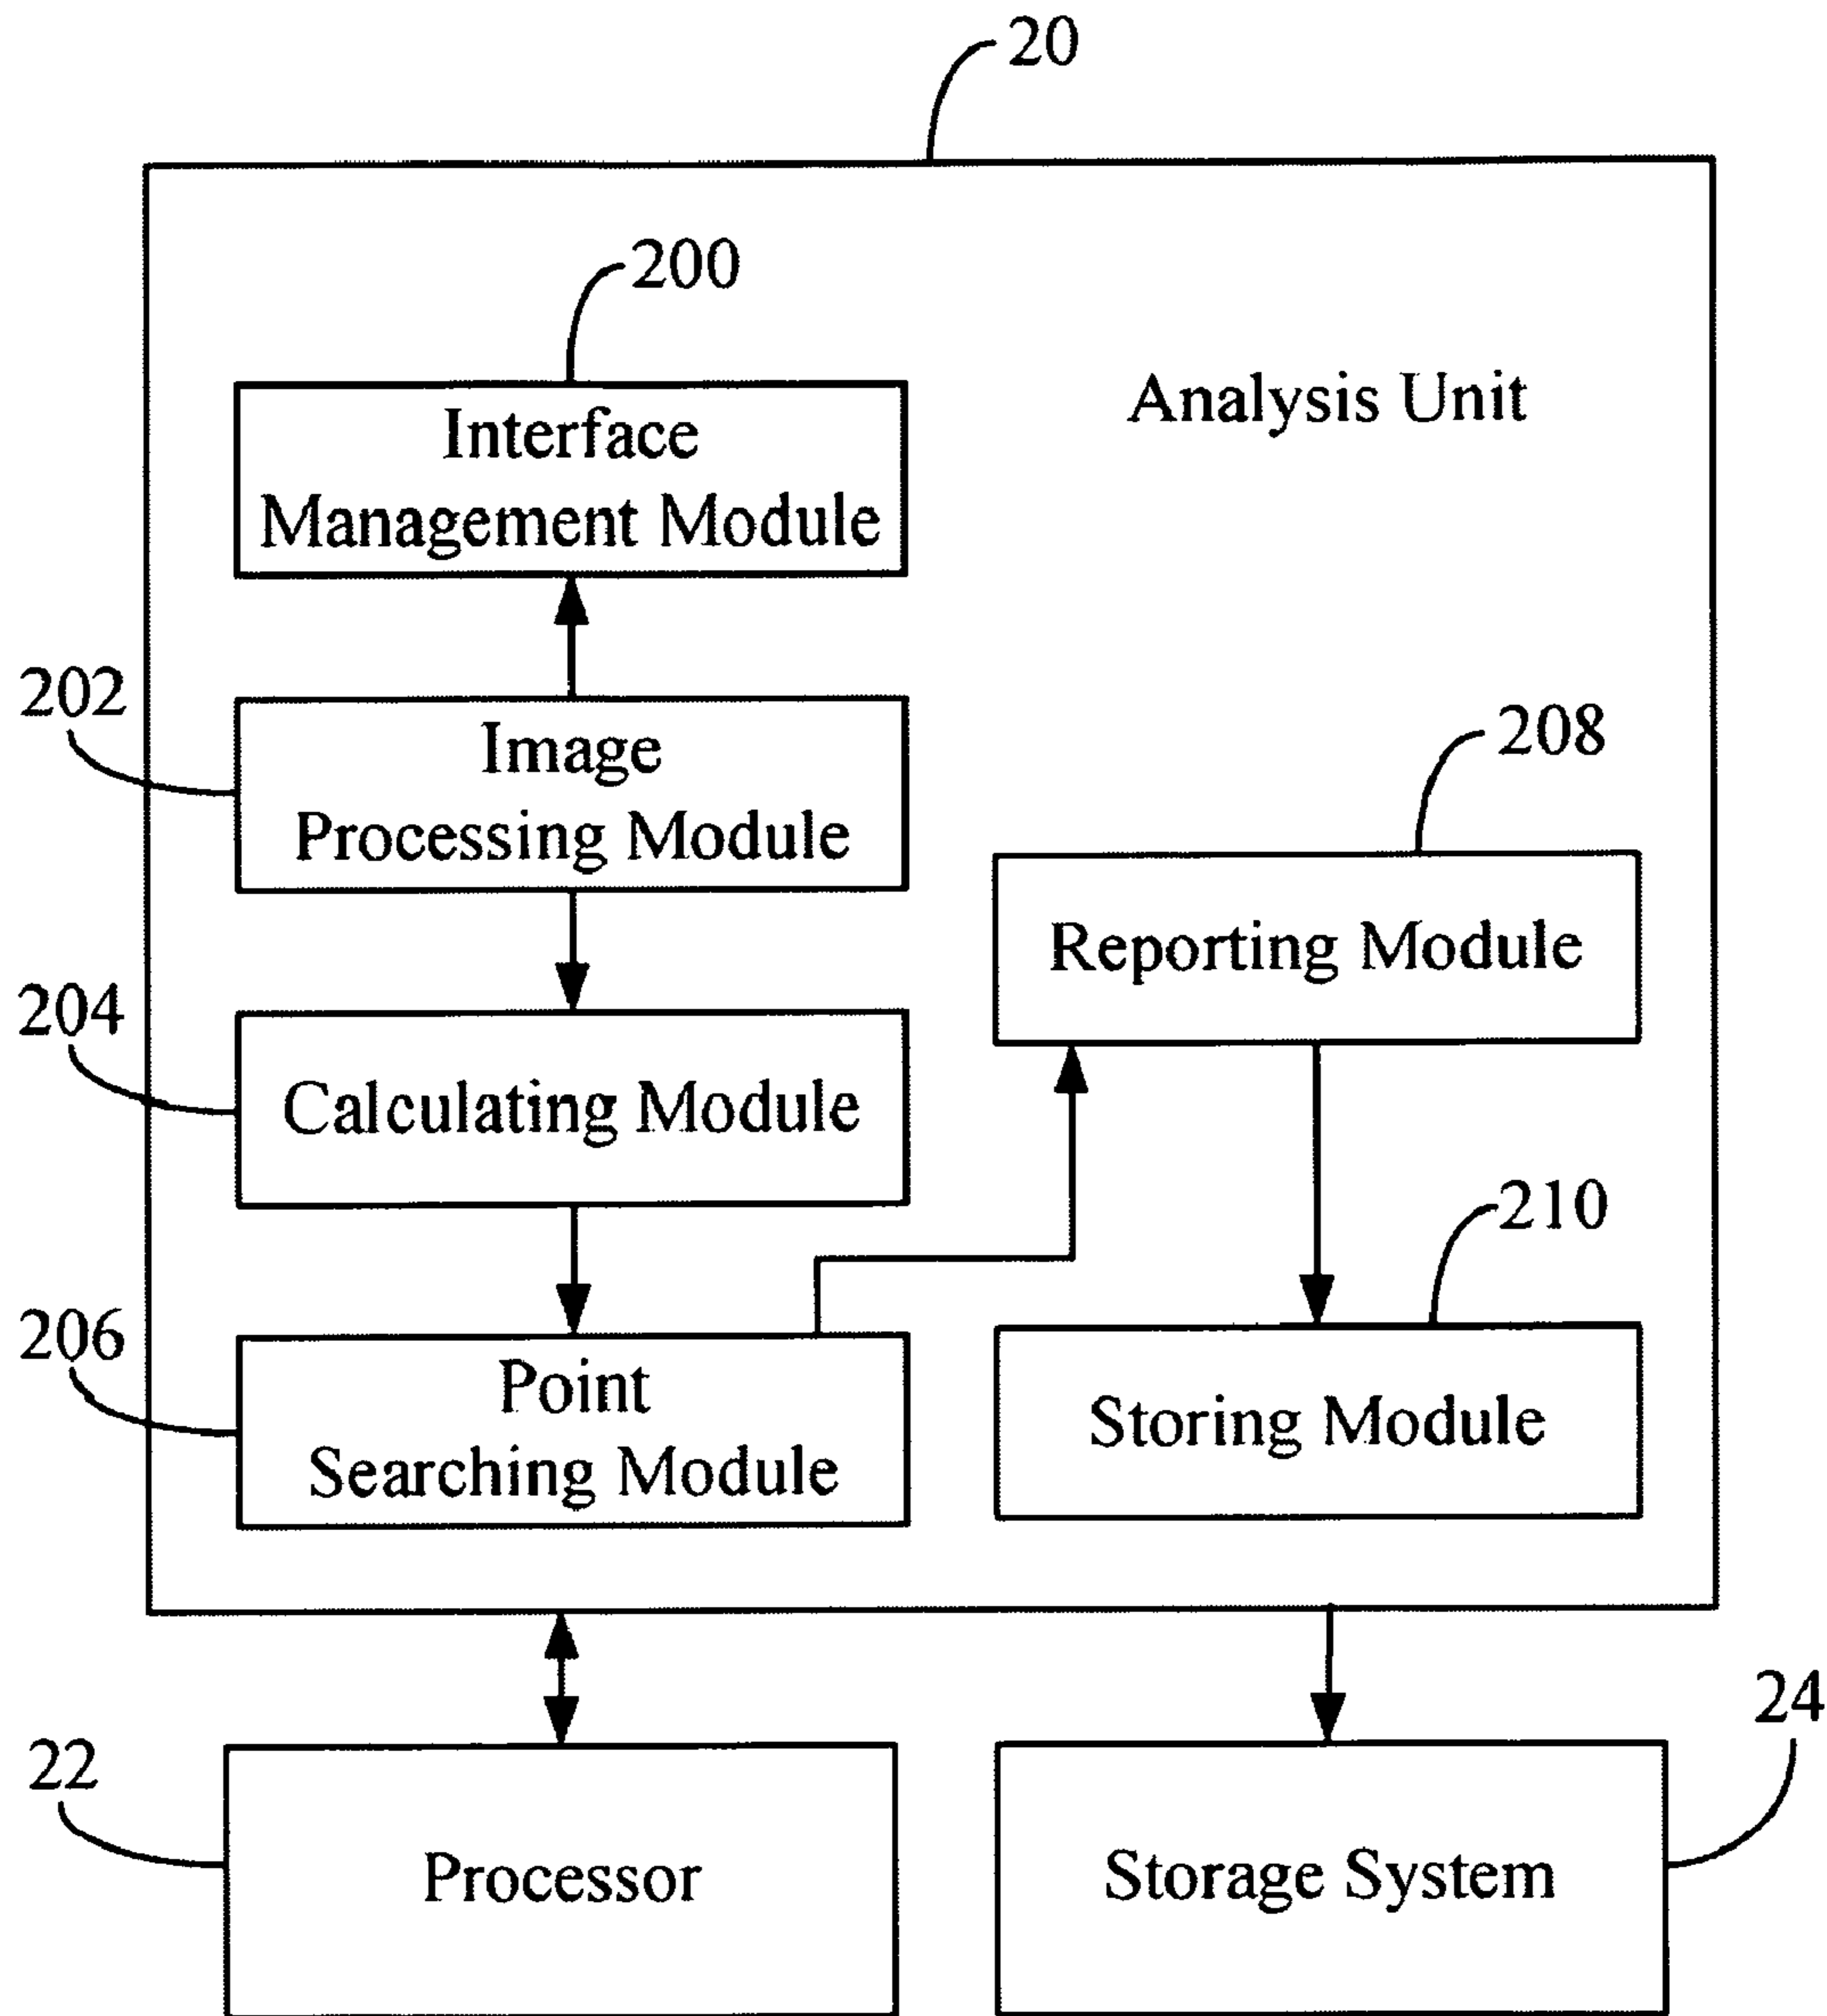 20
200
Analysis Unit
Interface
Management Module
202
Image
Processing Module
208
Reporting Module
204
Calculating Module
210
206
Point
Searching Module
Storing Module
24
22
Processor
Storage System